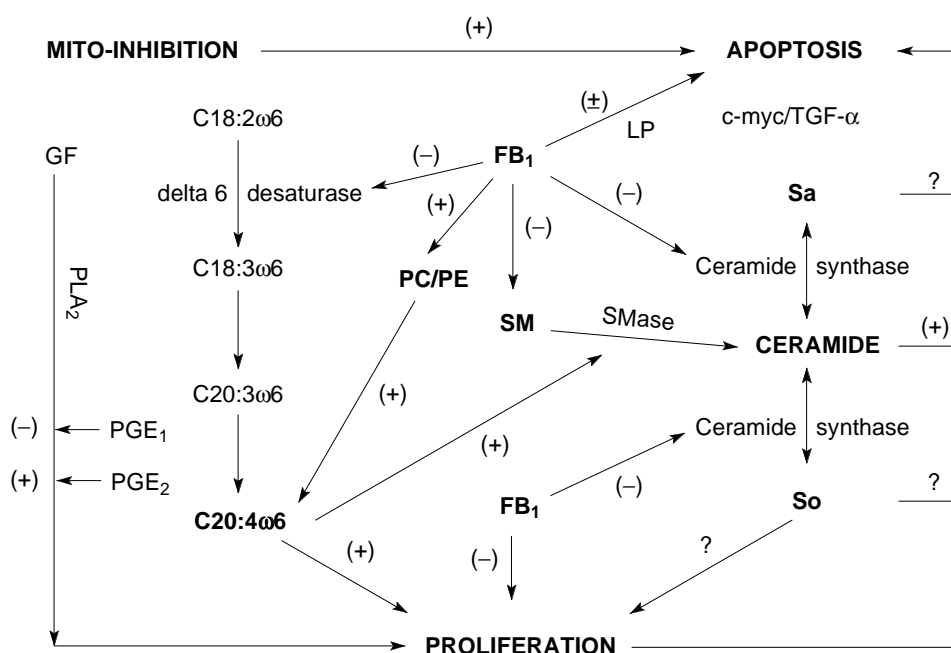 (+)
MITO-INHIBITION
APOPTOSIS
C18:2ω6
(±)
LP
c-myc/TGF-α
GF
(−)
FB₁
delta 6 desaturase
(+)
(−)
(−)
Sa
?
C18:3ω6
PC/PE
Ceramide synthase
PLA₂
SM
SMase
CERAMIDE
(+)
C20:3ω6
(+)
(−)
PGE₁
Ceramide synthase
(+)
(+)
PGE₂
(−)
FB₁
So
?
C20:4ω6
(+)
(−)
?
PROLIFERATION